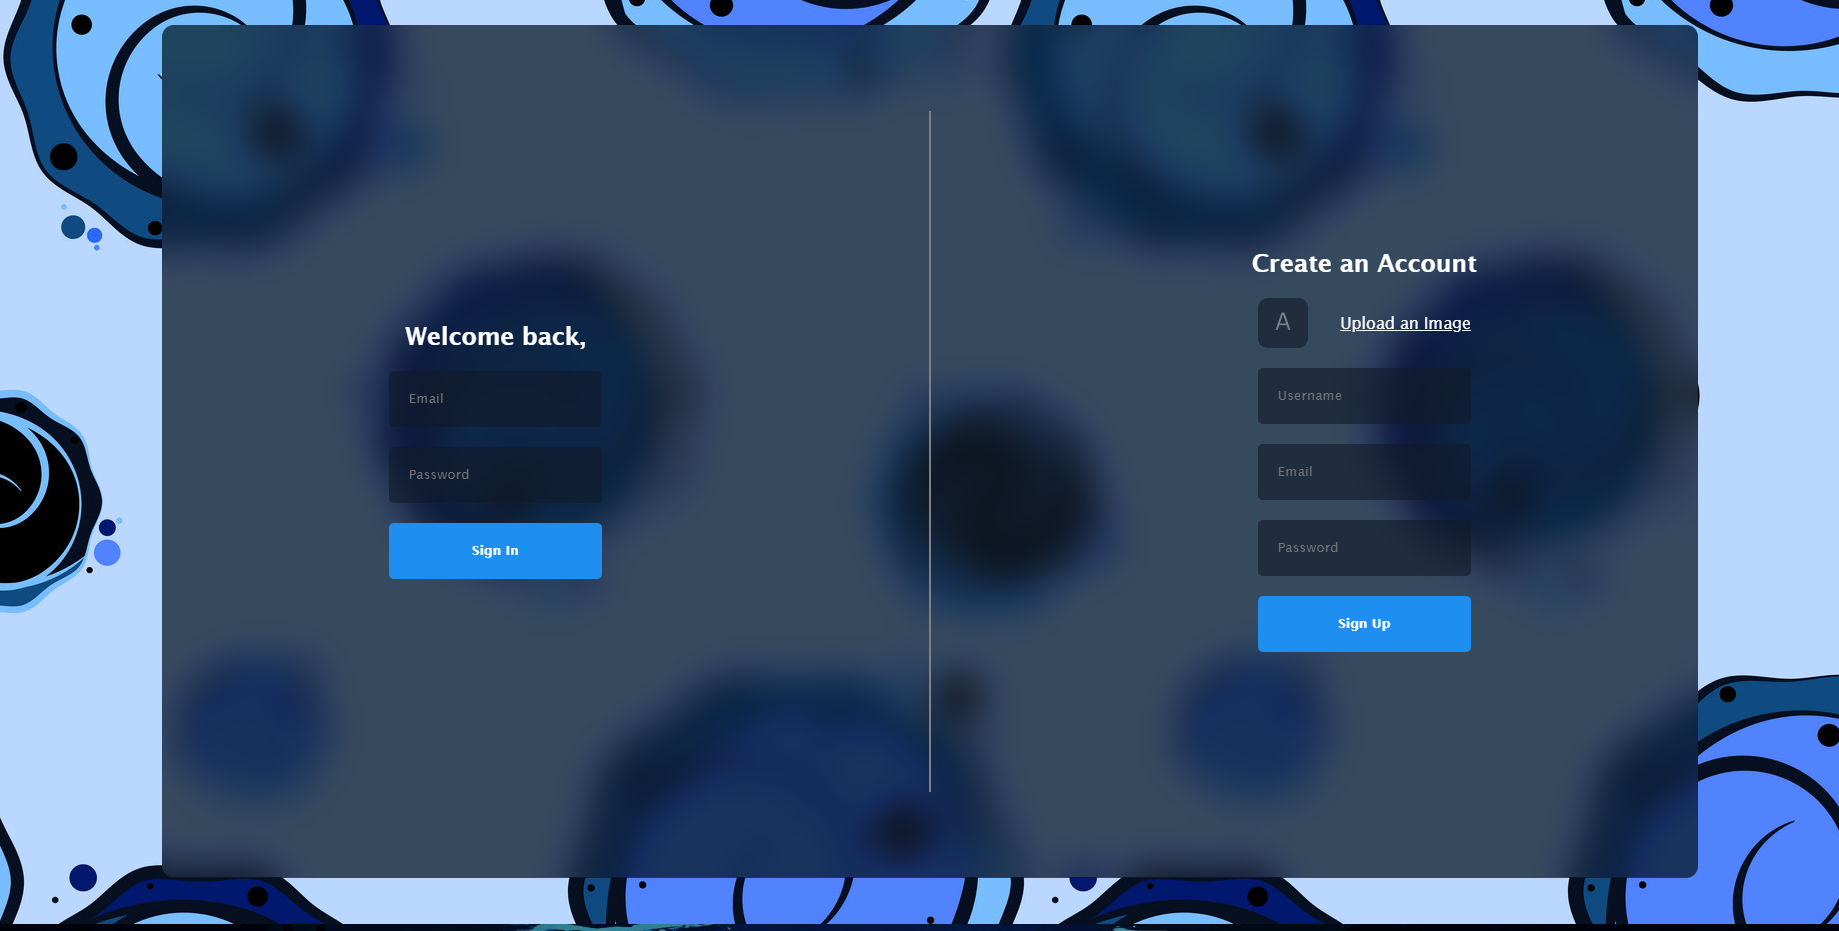 Welcome back,
Email
Password
Sign In
Create an Account
A
Upload an Image
Username
Email
Password
Sign Up